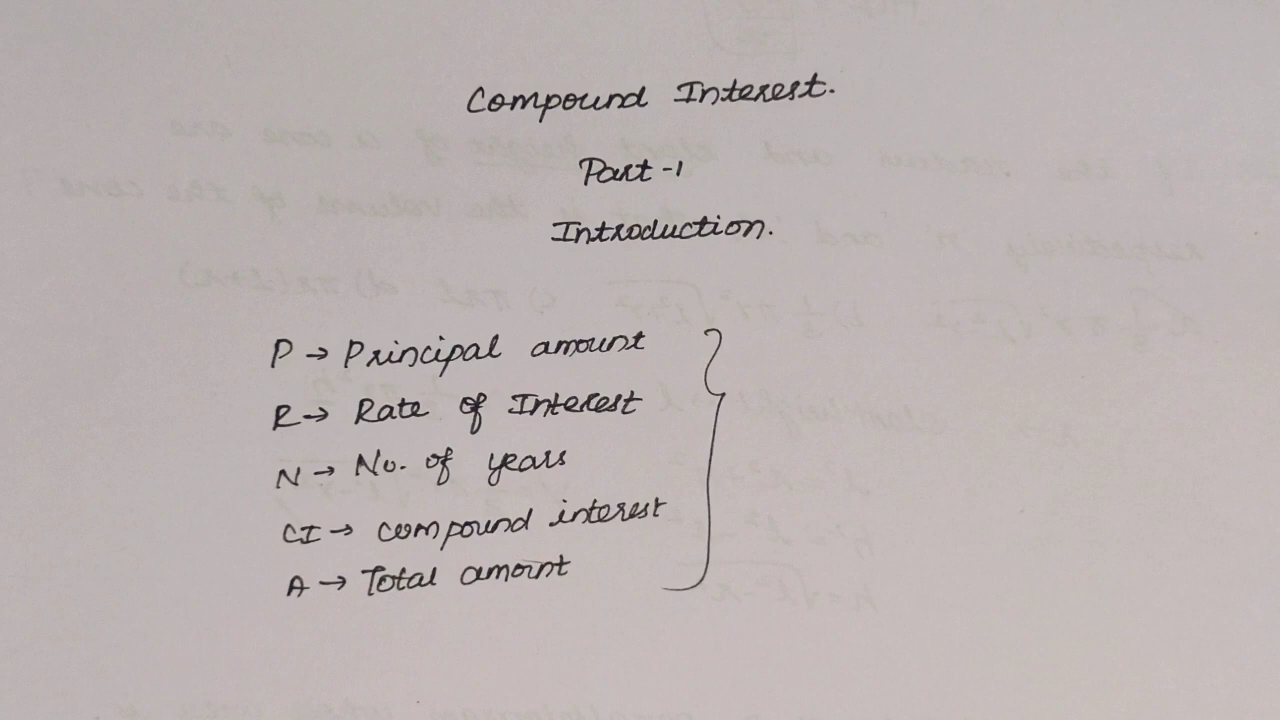 Compound Interest.
Part-1
Introduction.
P → Principal amount
R → Rate of Interest
N → No. of years
CI → compound interest
A → Total amount